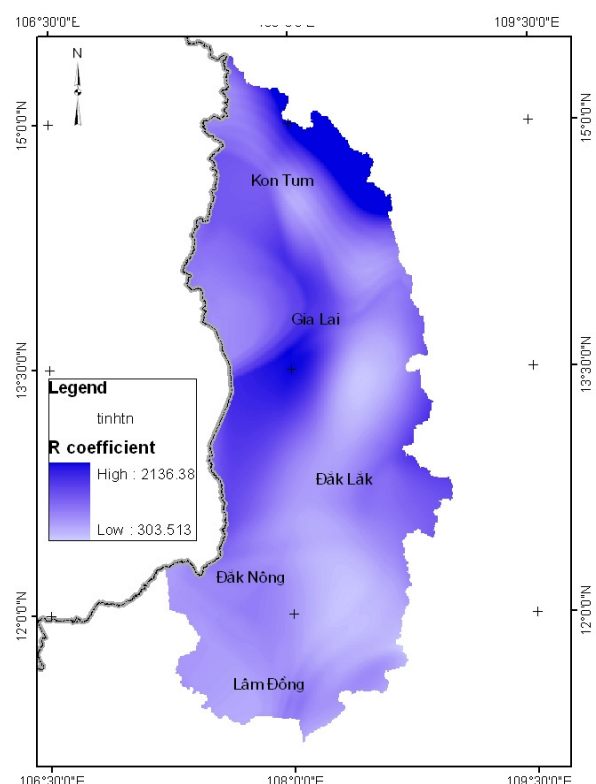 106°30'0"E
109°30'0"E
N
15°0'0"N
15°0'0"N
Kon Tum
Gia Lai
13°30'0"N
13°30'0"N
Legend
tinhtn
R coefficient
High : 2136.38
Low : 303.513
Đăk Lăk
Đăk Nông
12°0'0"N
12°0'0"N
Lâm Đồng
106°30'0"E
108°0'0"E
109°30'0"E